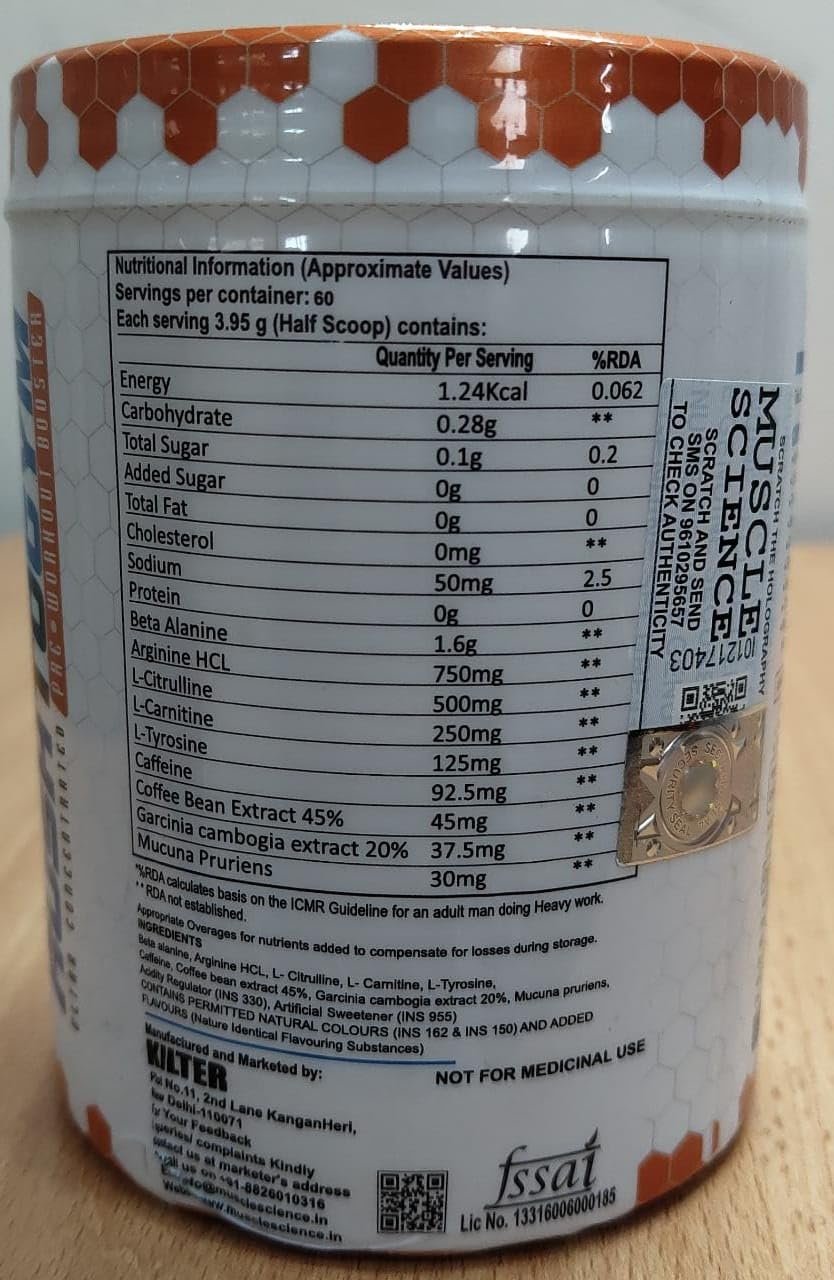 Nutritional Information (Approximate Values)
Servings per container: 60
Each serving 3.95 g (Half Scoop) contains:
Quantity Per Serving %RDA
Energy 1.24Kcal 0.062
Carbohydrate 0.28g **
Total Sugar 0.1g 0.2
Added Sugar 0g 0
Total Fat 0g 0
Cholesterol 0mg **
Sodium 50mg 2.5
Protein 0g 0
Beta Alanine 1.6g **
Arginine HCL 750mg **
L-Citrulline 500mg **
L-Carnitine 250mg **
L-Tyrosine 125mg **
Caffeine 92.5mg **
Coffee Bean Extract 45% 45mg **
Garcinia cambogia extract 20% 37.5mg **
Mucuna Pruriens 30mg **
*%RDA calculates basis on the ICMR Guideline for an adult man doing Heavy work.
**RDA not established.
Appropriate Overages for nutrients added to compensate for losses during storage.
INGREDIENTS
Beta alanine, Arginine HCL, L- Citrulline, L- Carnitine, L-Tyrosine,
Caffeine, Coffee bean extract 45%, Garcinia cambogia extract 20%, Mucuna pruriens,
Acidity Regulator (INS 330), Artificial Sweetener (INS 955)
CONTAINS PERMITTED NATURAL COLOURS (INS 162 & INS 150) AND ADDED
FLAVOURS (Nature Identical Flavouring Substances)
Manufactured and Marketed by:
KILTER
No.11, 2nd Lane KanganHeri,
Delhi-110071
Your Feedback
complaints Kindly
us at marketer's address
us on +91-8826010316
musclescience.in
www.musclescience.in
NOT FOR MEDICINAL USE
fssai
Lic No. 13316006000185
SCRATCH THE HOLOGRAPHY
MUSCLE
SCIENCE
SCRATCH AND SEND
SMS ON 9610295657
TO CHECK AUTHENTICITY
101217403
SECURITY SEAL
PRE-WORKOUT BOOSTER
ULTRA CONCENTRATED